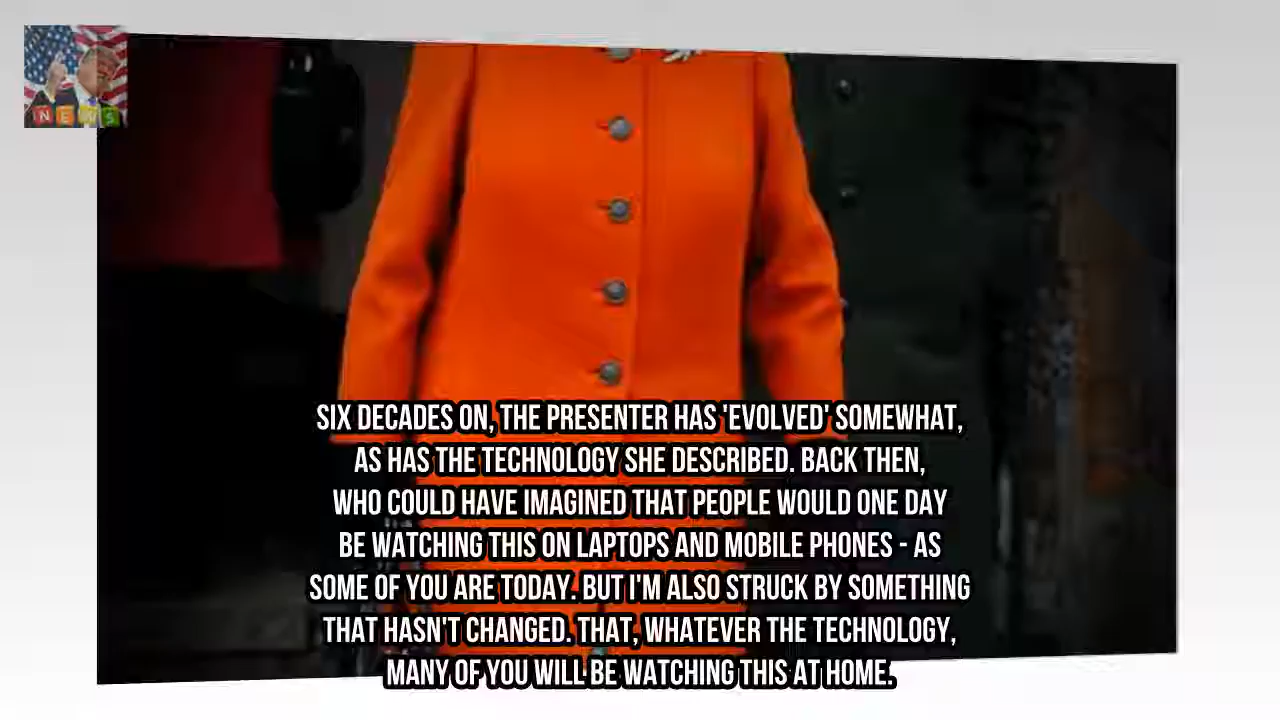 NEWS
SIX DECADES ON, THE PRESENTER HAS 'EVOLVED' SOMEWHAT,
AS HAS THE TECHNOLOGY SHE DESCRIBED. BACK THEN,
WHO COULD HAVE IMAGINED THAT PEOPLE WOULD ONE DAY
BE WATCHING THIS ON LAPTOPS AND MOBILE PHONES - AS
SOME OF YOU ARE TODAY. BUT I'M ALSO STRUCK BY SOMETHING
THAT HASN'T CHANGED. THAT, WHATEVER THE TECHNOLOGY,
MANY OF YOU WILL BE WATCHING THIS AT HOME.